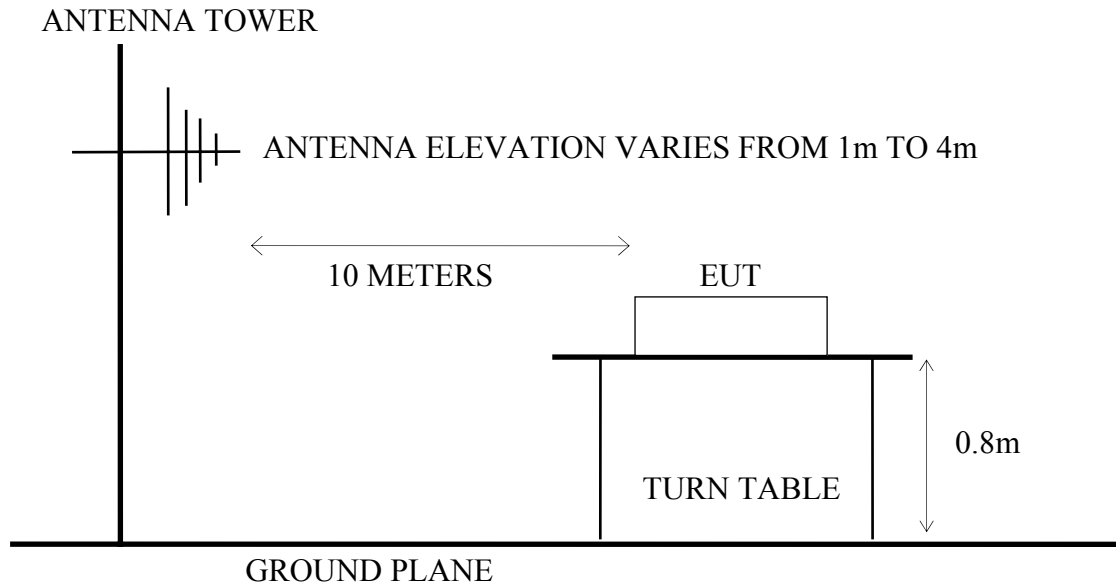 ANTENNA TOWER
ANTENNA ELEVATION VARIES FROM 1m TO 4m
10 METERS
EUT
0.8m
TURN TABLE
GROUND PLANE